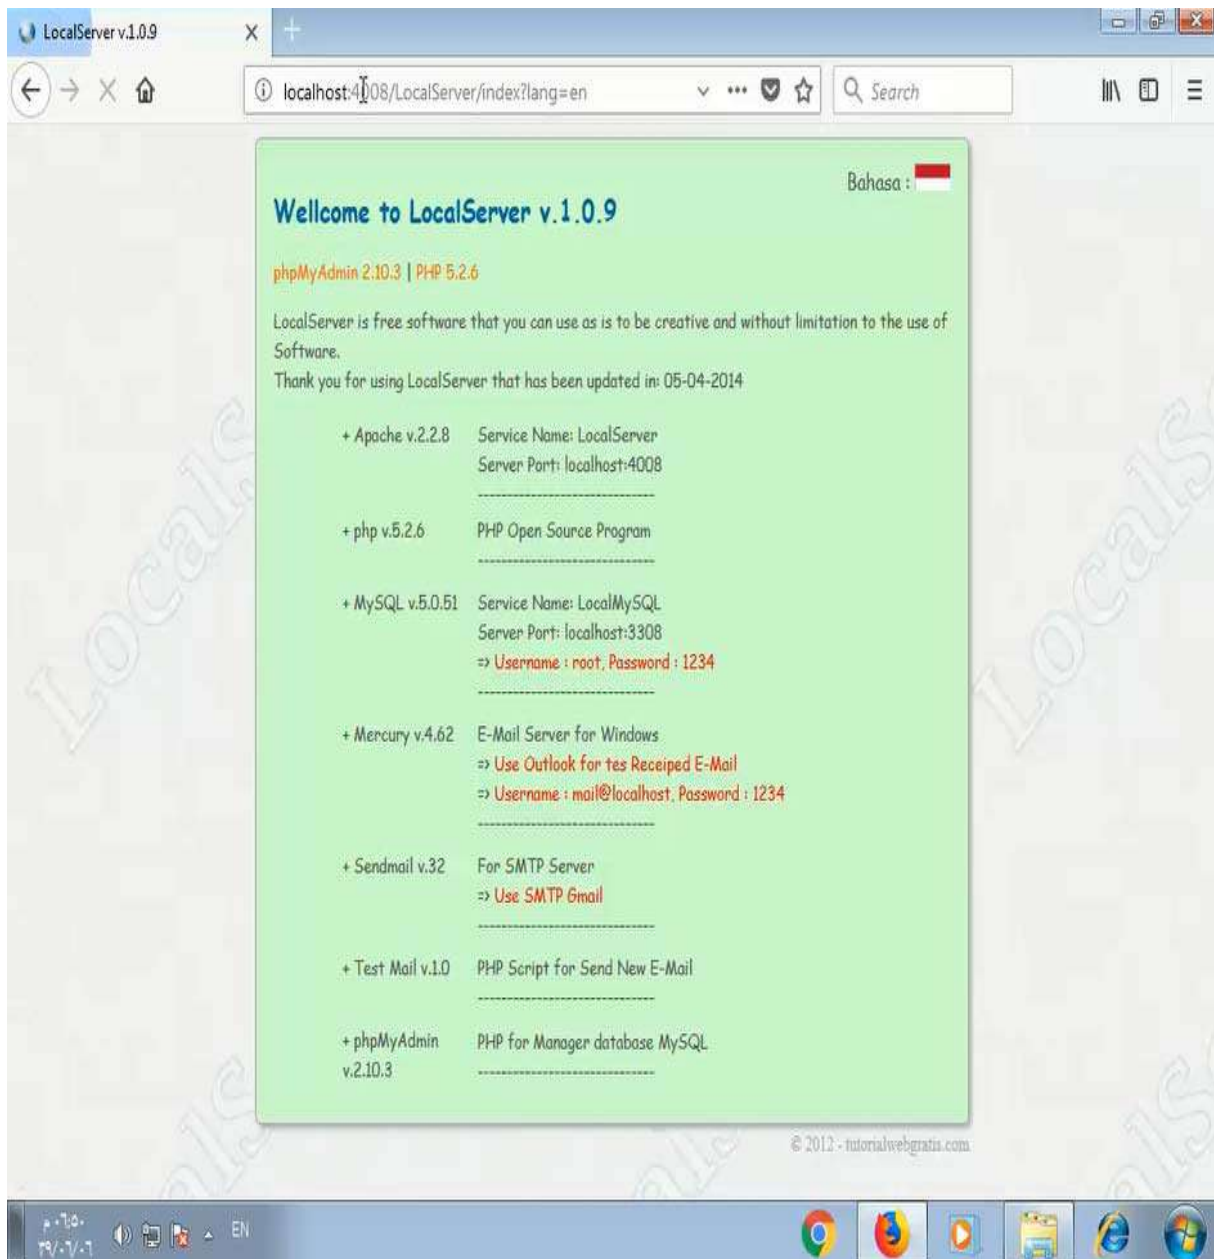 LocalServer v.1.0.9
localhost:4008/LocalServer/index?lang=en
Search
Bahasa :
Wellcome to LocalServer v.1.0.9
phpMyAdmin 2.10.3 | PHP 5.2.6
LocalServer is free software that you can use as is to be creative and without limitation to the use of
Software.
Thank you for using LocalServer that has been updated in: 05-04-2014
+ Apache v.2.2.8 Service Name: LocalServer
Server Port: localhost:4008
------------------------------
+ php v.5.2.6 PHP Open Source Program
------------------------------
+ MySQL v.5.0.51 Service Name: LocalMySQL
Server Port: localhost:3308
=> Username : root, Password : 1234
------------------------------
+ Mercury v.4.62 E-Mail Server for Windows
=> Use Outlook for tes Receiped E-Mail
=> Username : mail@localhost, Password : 1234
------------------------------
+ Sendmail v.32 For SMTP Server
=> Use SMTP Gmail
------------------------------
+ Test Mail v.1.0 PHP Script for Send New E-Mail
------------------------------
+ phpMyAdmin PHP for Manager database MySQL
v.2.10.3 ------------------------------
© 2012 - tutorialwebgratis.com
EN